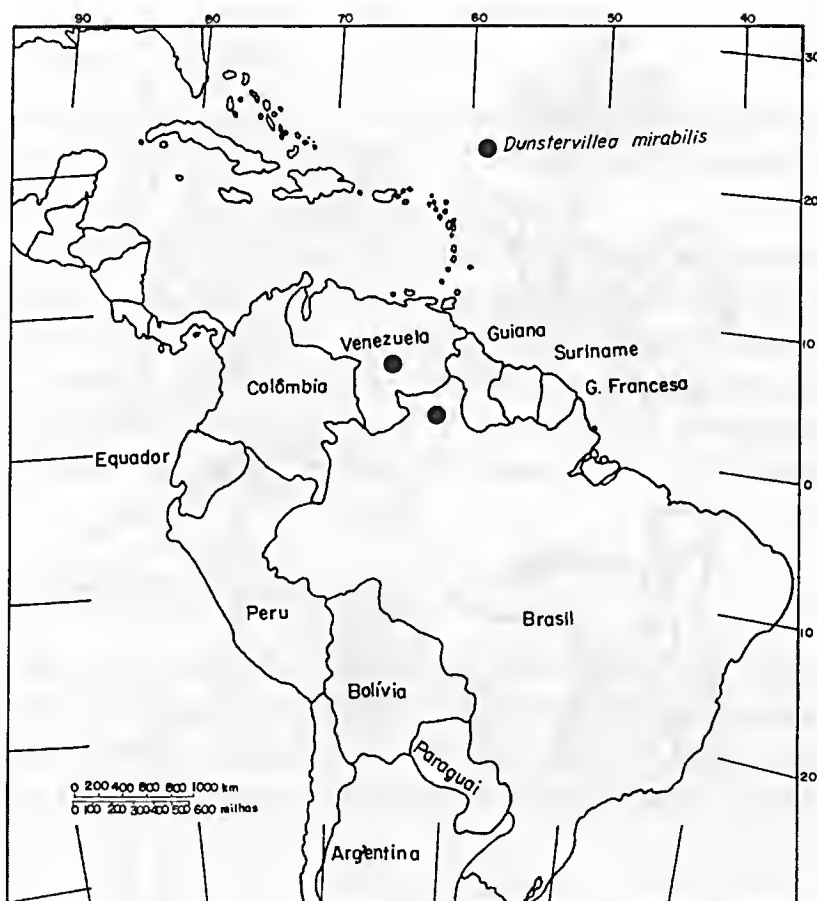 90 80 70 60 50 40
30
Dunstervillea mirabilis
20
Guiana
10
Venezuela
Suriname
Colômbia
G. Francesa
Equador
0
Peru
Brasil
10
Bolívia
Paraguai
20
0 200 400 600 800 1000 km
0 100 200 300 400 500 600 milhas
Argentina